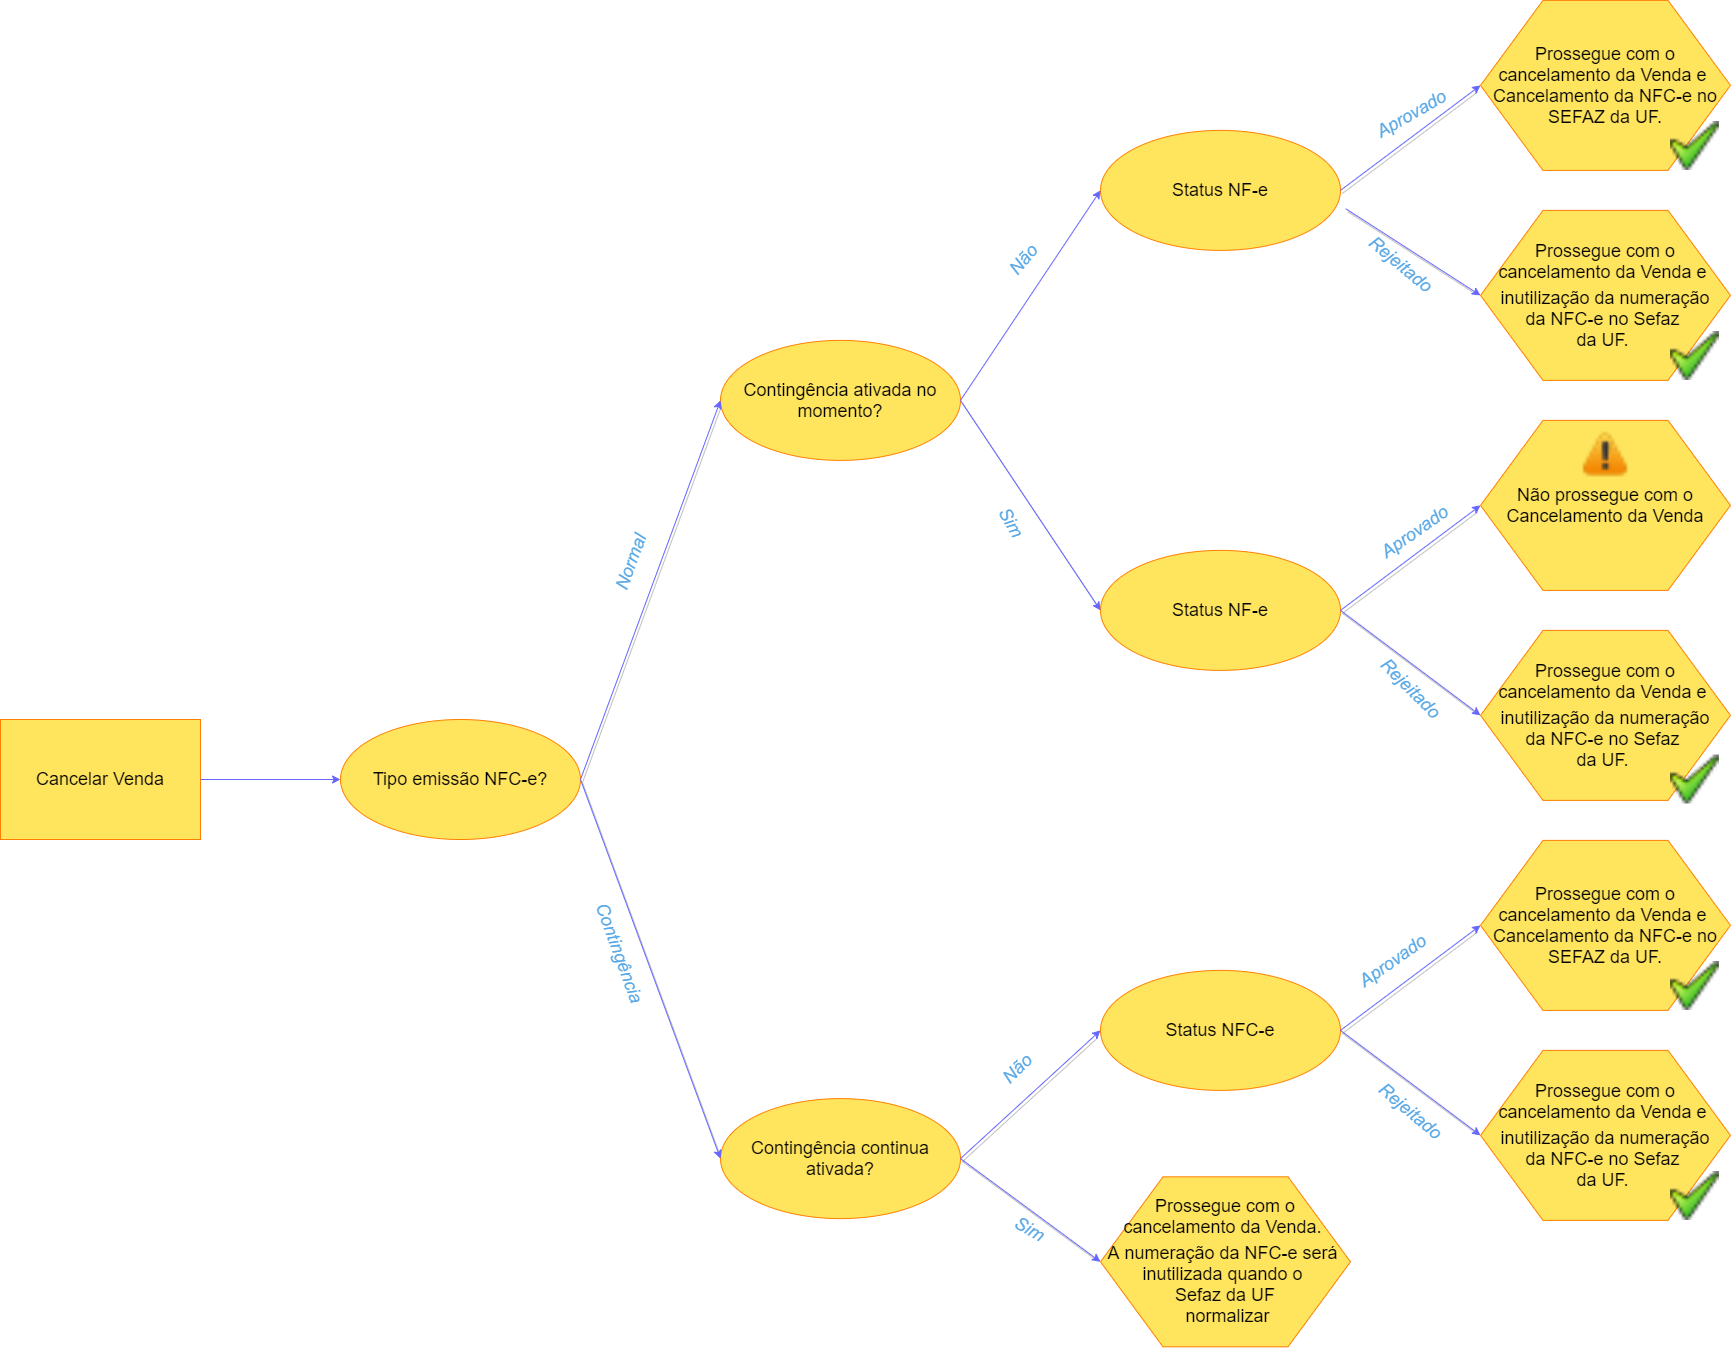 Cancelar Venda
Tipo emissão NFC-e?
Normal
Contingência
Contingência ativada no
momento?
Não
Sim
Status NF-e
Aprovado
Rejeitado
Prossegue com o
cancelamento da Venda e
Cancelamento da NFC-e no
SEFAZ da UF.
Prossegue com o
cancelamento da Venda e
inutilização da numeração
da NFC-e no Sefaz
da UF.
Status NF-e
Aprovado
Rejeitado
Não prossegue com o
Cancelamento da Venda
Prossegue com o
cancelamento da Venda e
inutilização da numeração
da NFC-e no Sefaz
da UF.
Contingência continua
ativada?
Não
Sim
Status NFC-e
Aprovado
Rejeitado
Prossegue com o
cancelamento da Venda e
Cancelamento da NFC-e no
SEFAZ da UF.
Prossegue com o
cancelamento da Venda e
inutilização da numeração
da NFC-e no Sefaz
da UF.
Prossegue com o
cancelamento da Venda.
A numeração da NFC-e será
inutilizada quando o
Sefaz da UF
normalizar